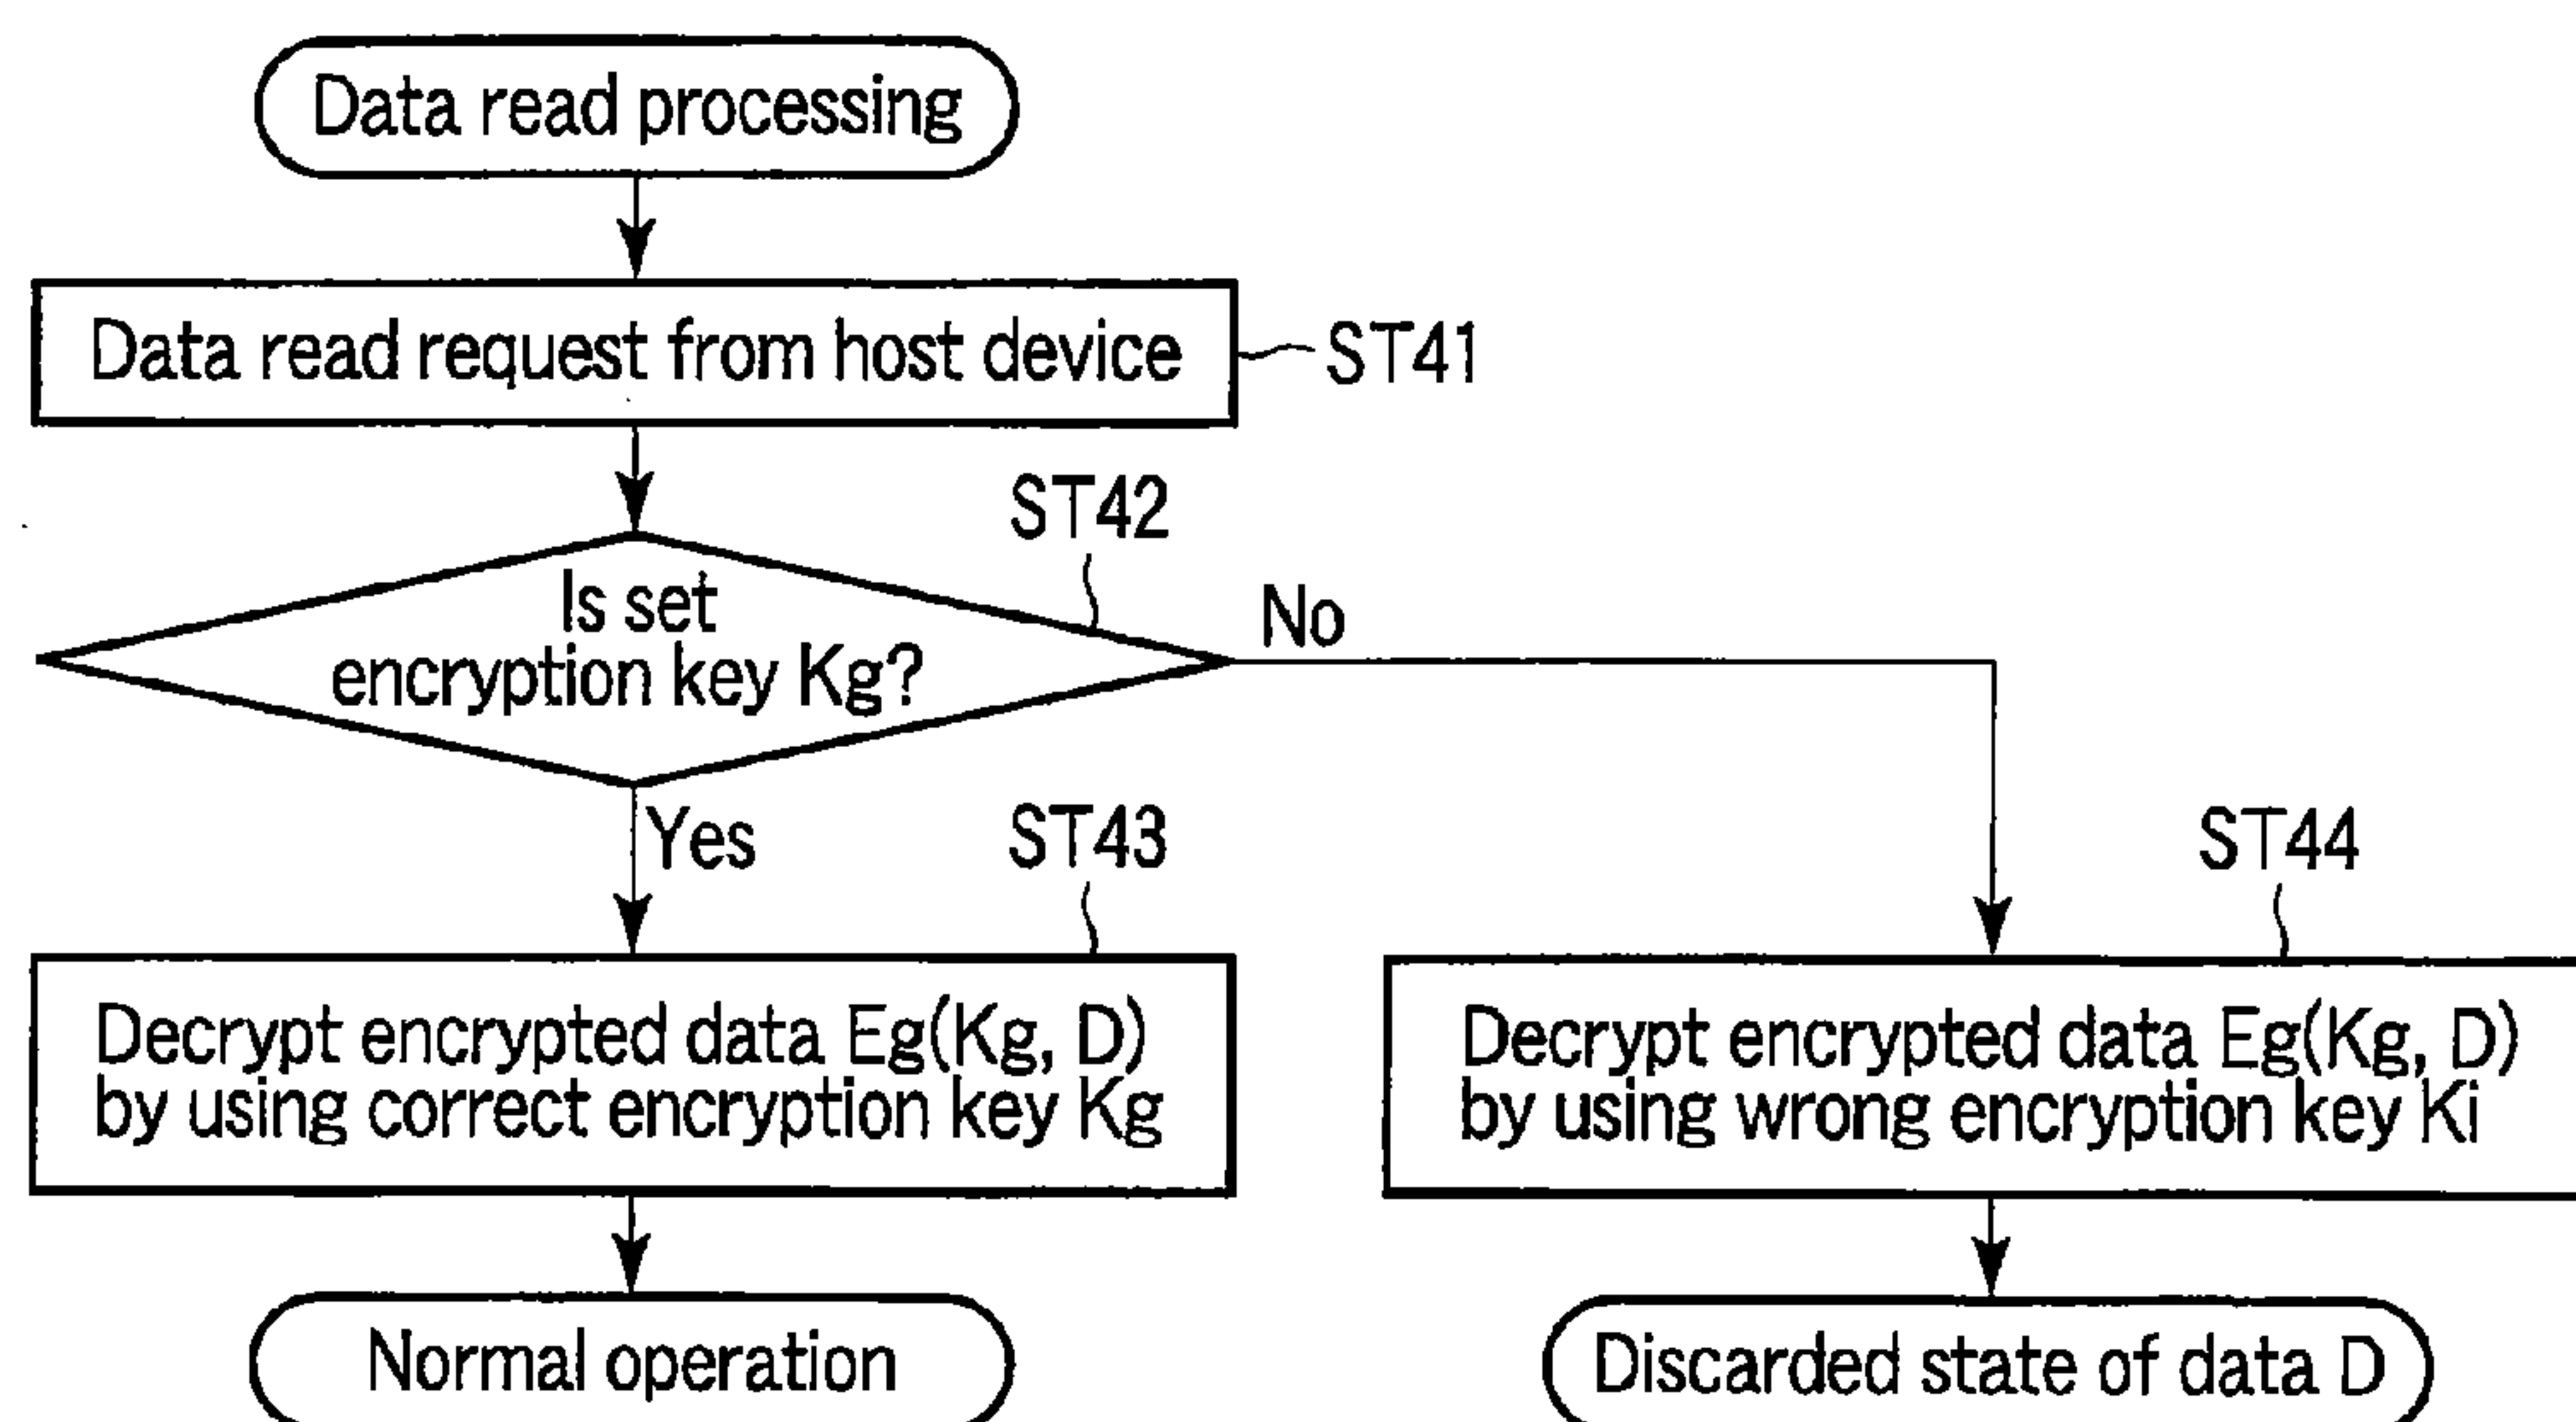 Data read processing
Data read request from host device
ST41
ST42
Is set
encryption key Kg?
No
Yes
ST43
ST44
Decrypt encrypted data Eg(Kg, D)
by using correct encryption key Kg
Decrypt encrypted data Eg(Kg, D)
by using wrong encryption key Ki
Normal operation
Discarded state of data D